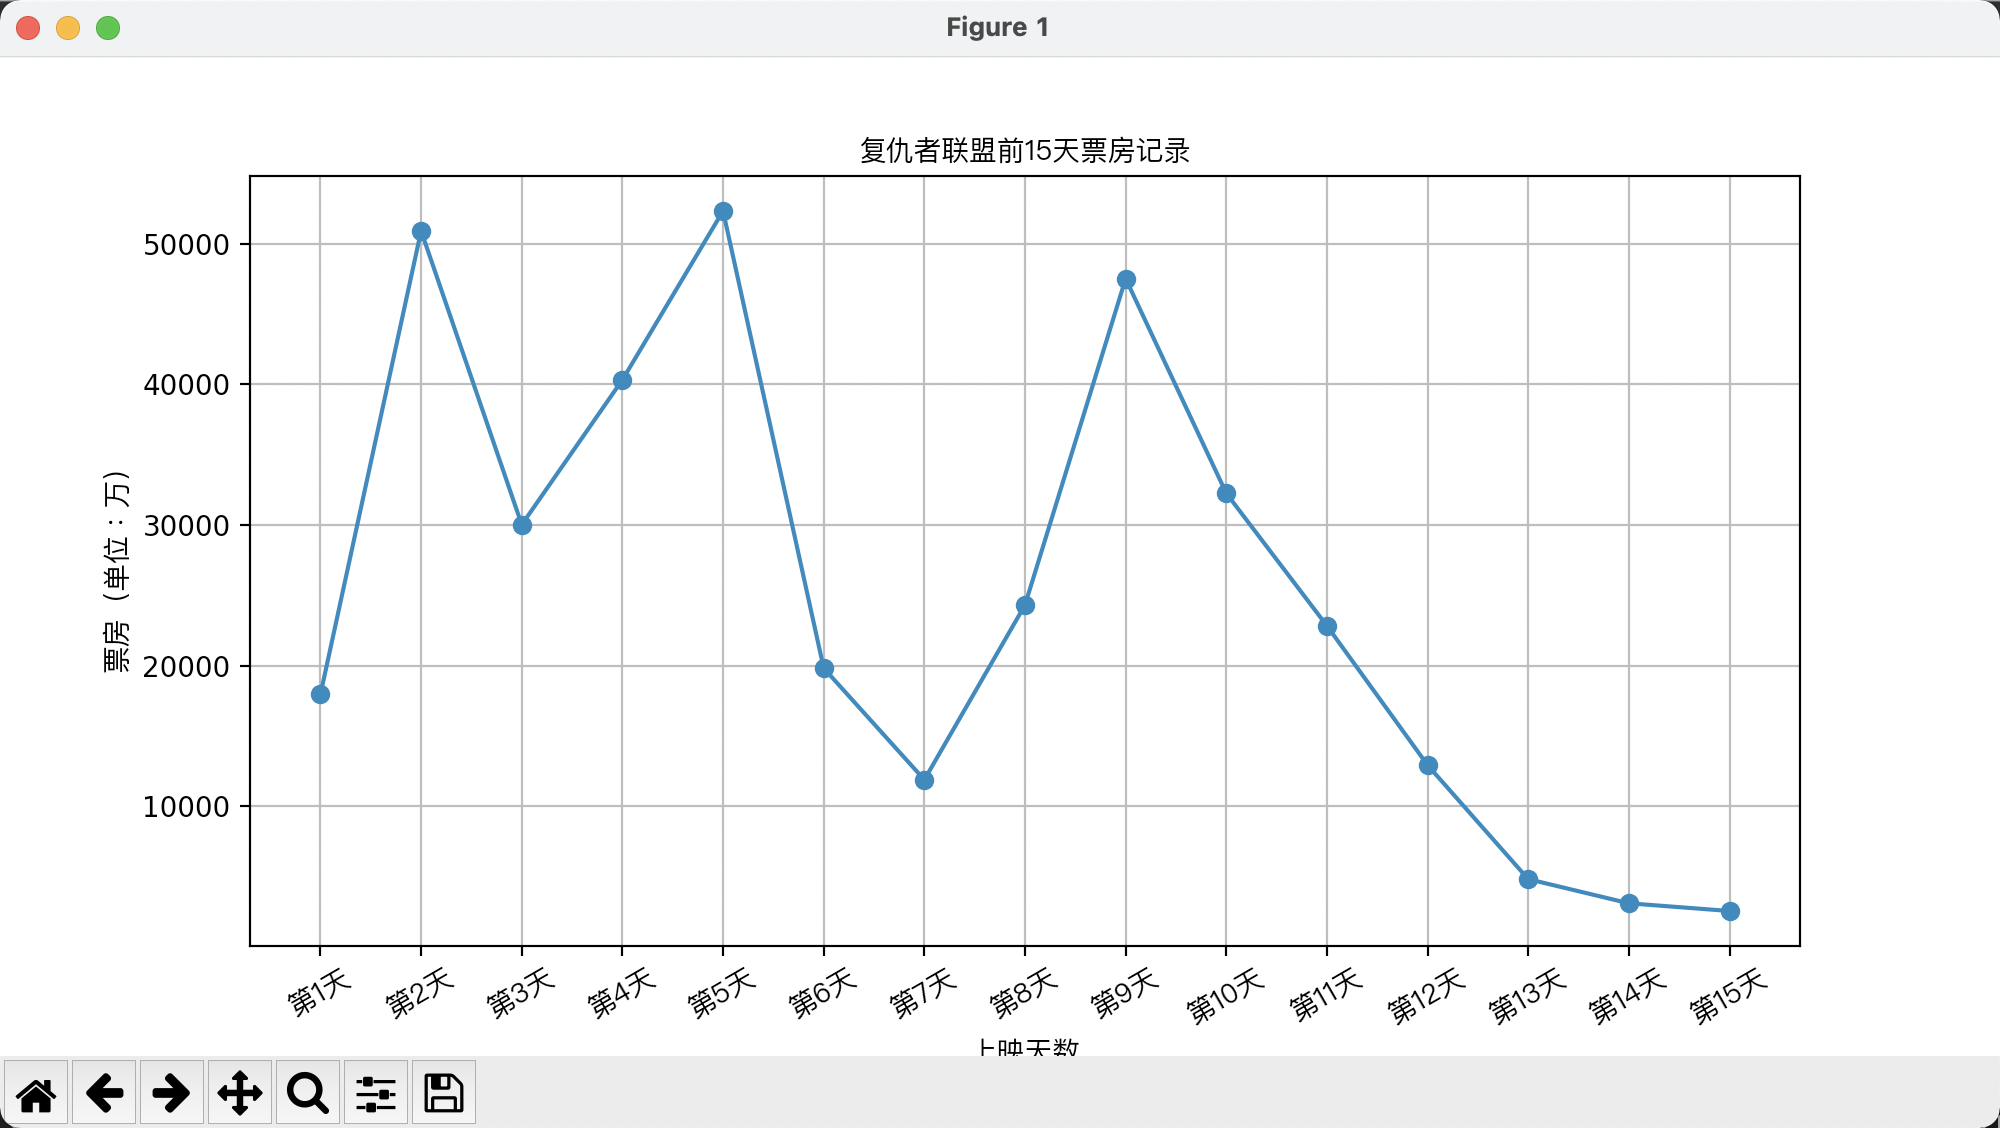 Figure 1
复仇者联盟前15天票房记录
50000
40000
30000
20000
10000
票房（单位：万）
第1天 第2天 第3天 第4天 第5天 第6天 第7天 第8天 第9天 第10天 第11天 第12天 第13天 第14天 第15天
上映天数